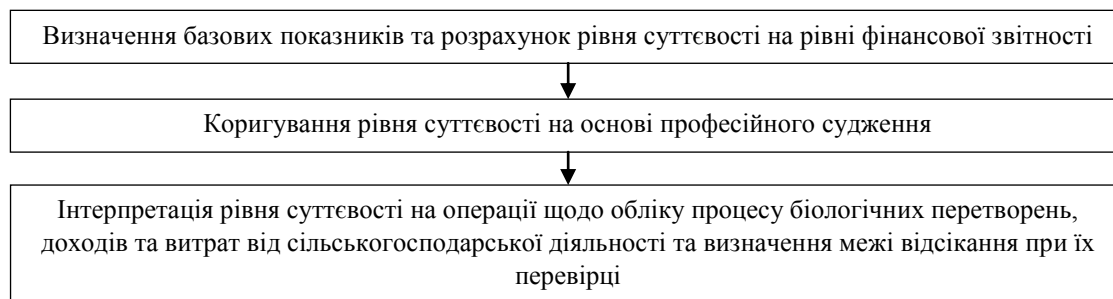 Визначення базових показників та розрахунок рівня суттєвості на рівні фінансової звітності
Коригування рівня суттєвості на основі професійного судження
Інтерпретація рівня суттєвості на операції щодо обліку процесу біологічних перетворень,
доходів та витрат від сільськогосподарської діяльності та визначення межі відсікання при їх
перевірці